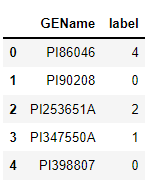 GEName label
0 PI86046 4
1 PI90208 0
2 PI253651A 2
3 PI347550A 1
4 PI398807 0